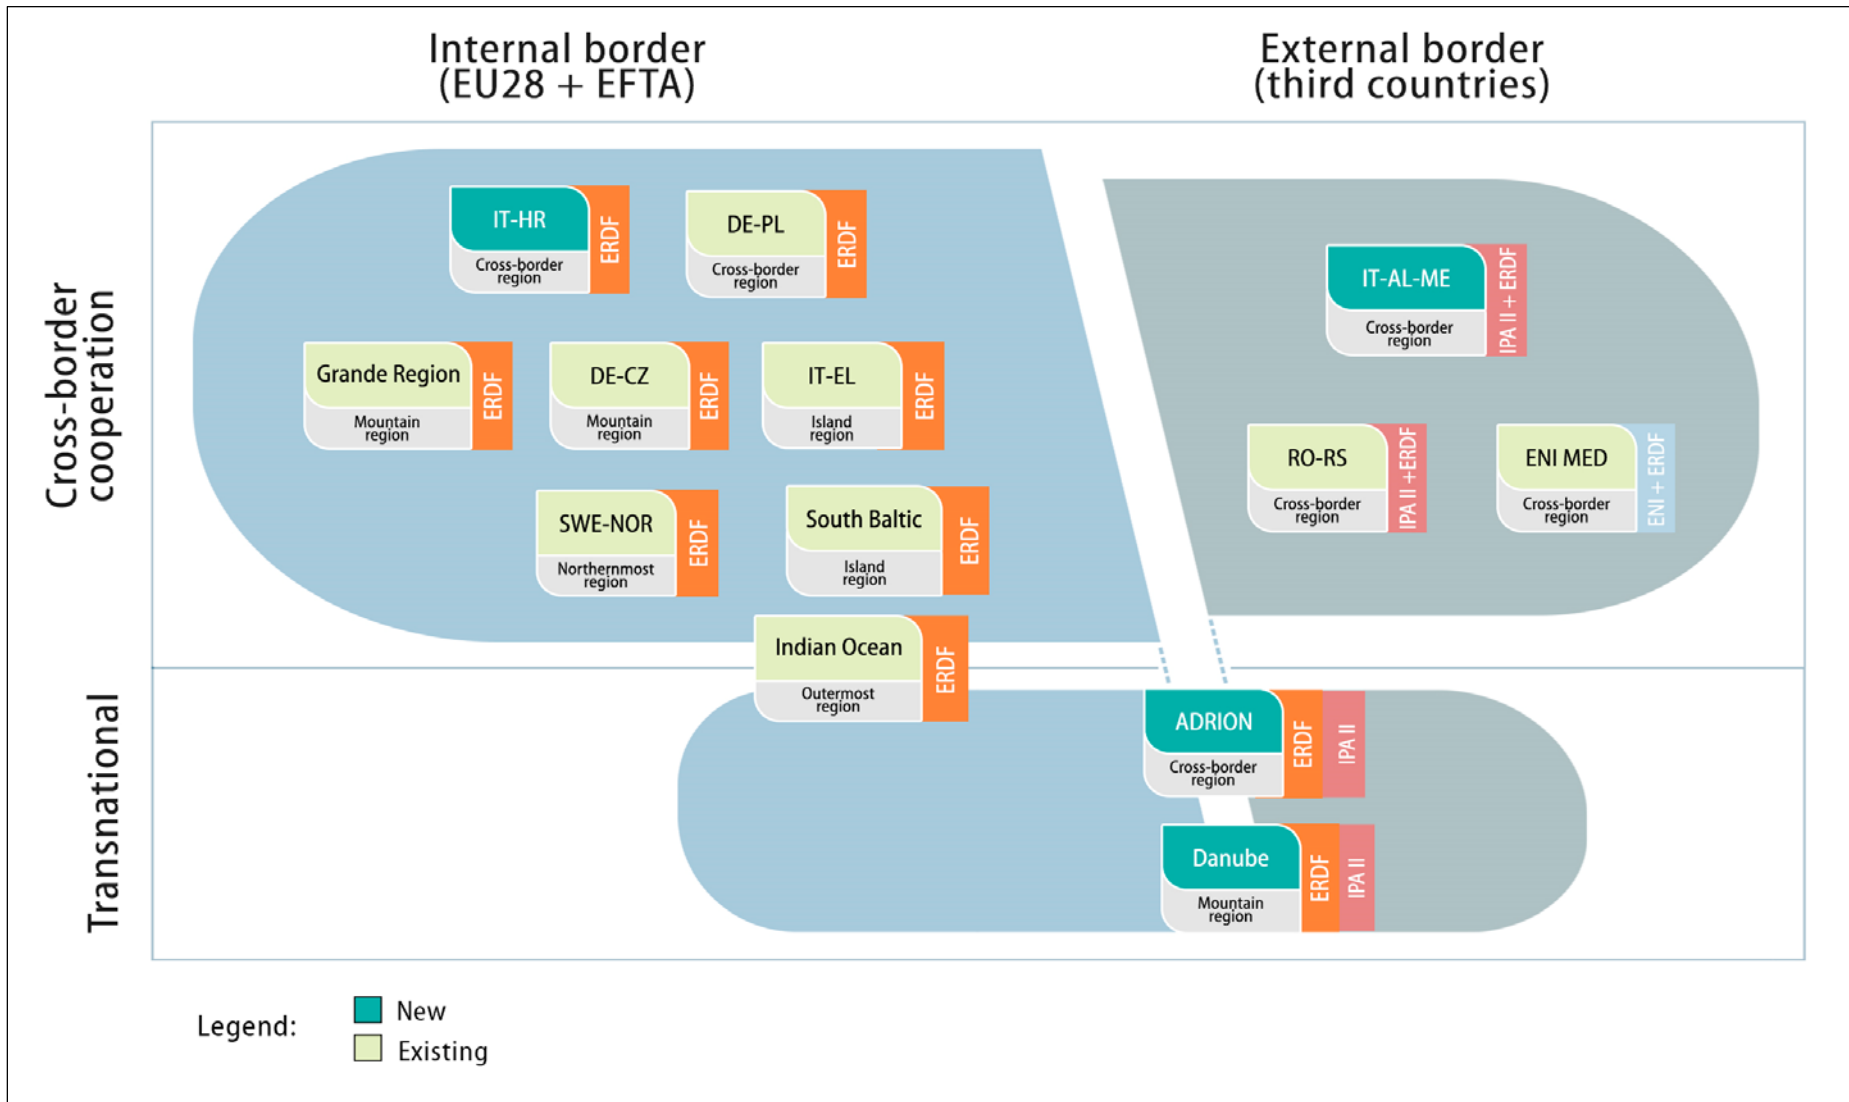 Internal border
(EU28 + EFTA)
External border
(third countries)
Cross-border
cooperation
IT-HR
Cross-border
region
ERDF
DE-PL
Cross-border
region
ERDF
IT-AL-ME
Cross-border
region
IPA II + ERDF
Grande Region
Mountain
region
ERDF
DE-CZ
Mountain
region
ERDF
IT-EL
Island
region
ERDF
RO-RS
Cross-border
region
IPA II +ERDF
ENI MED
Cross-border
region
ENI + ERDF
SWE-NOR
Northernmost
region
ERDF
South Baltic
Island
region
ERDF
Indian Ocean
Outermost
region
ERDF
Transnational
ADRION
Cross-border
region
ERDF
IPA II
Danube
Mountain
region
ERDF
IPA II
Legend:
New
Existing